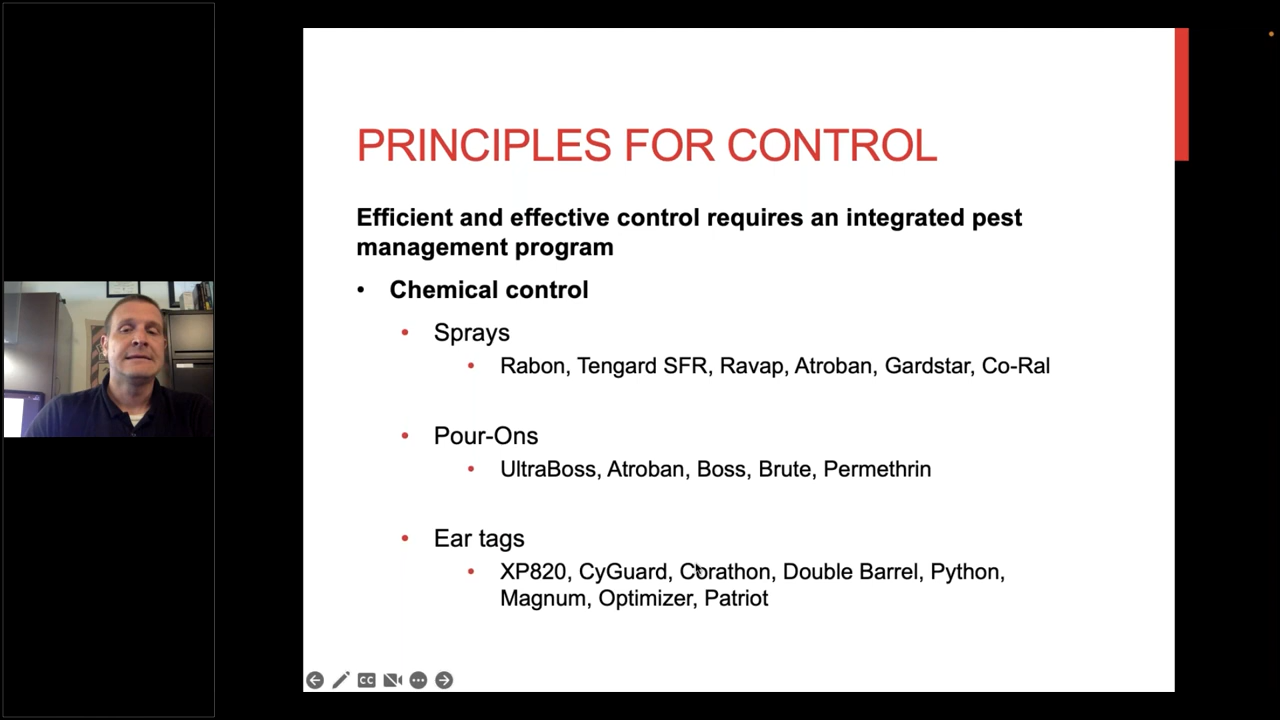 PRINCIPLES FOR CONTROL
Efficient and effective control requires an integrated pest
management program
• Chemical control
• Sprays
• Rabon, Tengard SFR, Ravap, Atroban, Gardstar, Co-Ral
• Pour-Ons
• UltraBoss, Atroban, Boss, Brute, Permethrin
• Ear tags
• XP820, CyGuard, Corathon, Double Barrel, Python,
Magnum, Optimizer, Patriot
CC